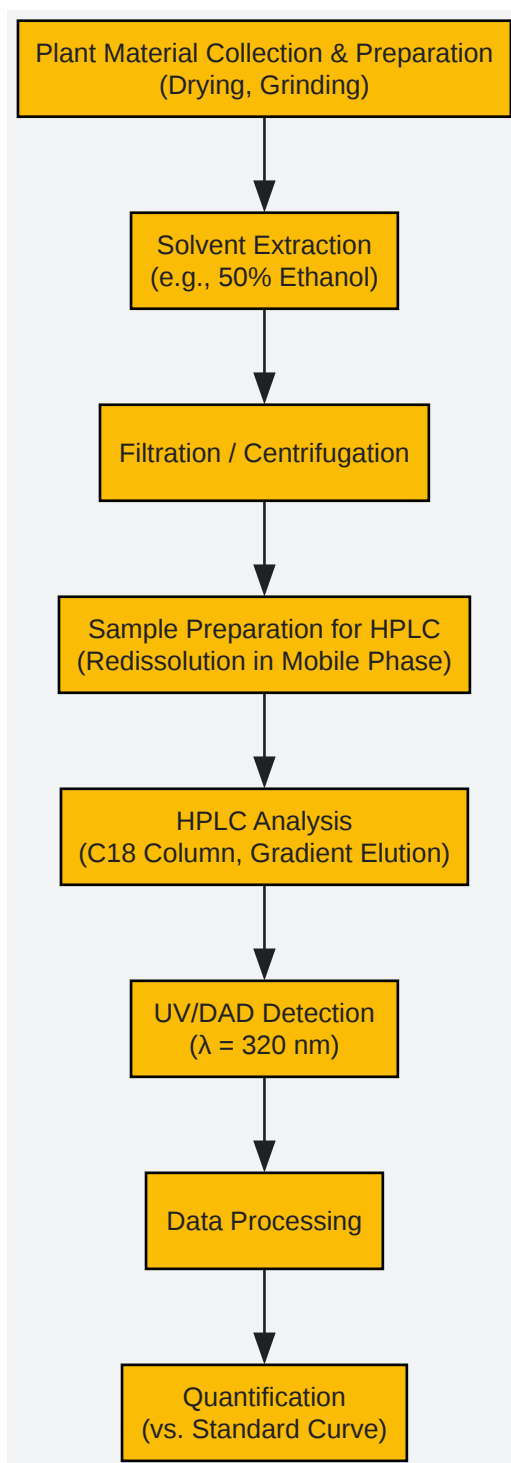 Plant Material Collection & Preparation
(Drying, Grinding)
Solvent Extraction
(e.g., 50% Ethanol)
Filtration / Centrifugation
Sample Preparation for HPLC
(Redissolution in Mobile Phase)
HPLC Analysis
(C18 Column, Gradient Elution)
UV/DAD Detection
(λ = 320 nm)
Data Processing
Quantification
(vs. Standard Curve)